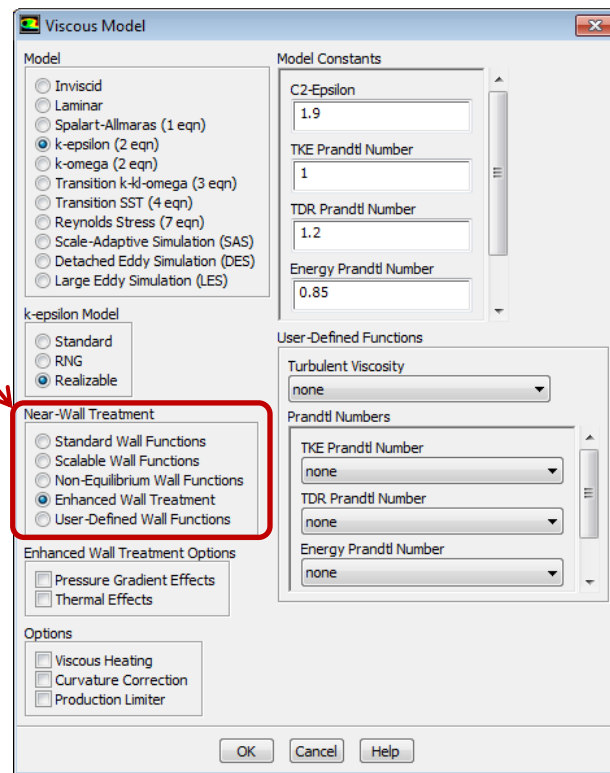 Viscous Model
Model
Inviscid
Laminar
Spalart-Allmaras (1 eqn)
k-epsilon (2 eqn)
k-omega (2 eqn)
Transition k-kl-omega (3 eqn)
Transition SST (4 eqn)
Reynolds Stress (7 eqn)
Scale-Adaptive Simulation (SAS)
Detached Eddy Simulation (DES)
Large Eddy Simulation (LES)
k-epsilon Model
Standard
RNG
Realizable
Near-Wall Treatment
Standard Wall Functions
Scalable Wall Functions
Non-Equilibrium Wall Functions
Enhanced Wall Treatment
User-Defined Wall Functions
Enhanced Wall Treatment Options
Pressure Gradient Effects
Thermal Effects
Options
Viscous Heating
Curvature Correction
Production Limiter
Model Constants
C2-Epsilon
1.9
TKE Prandtl Number
1
TDR Prandtl Number
1.2
Energy Prandtl Number
0.85
User-Defined Functions
Turbulent Viscosity
none
Prandtl Numbers
TKE Prandtl Number
none
TDR Prandtl Number
none
Energy Prandtl Number
none
OK
Cancel
Help